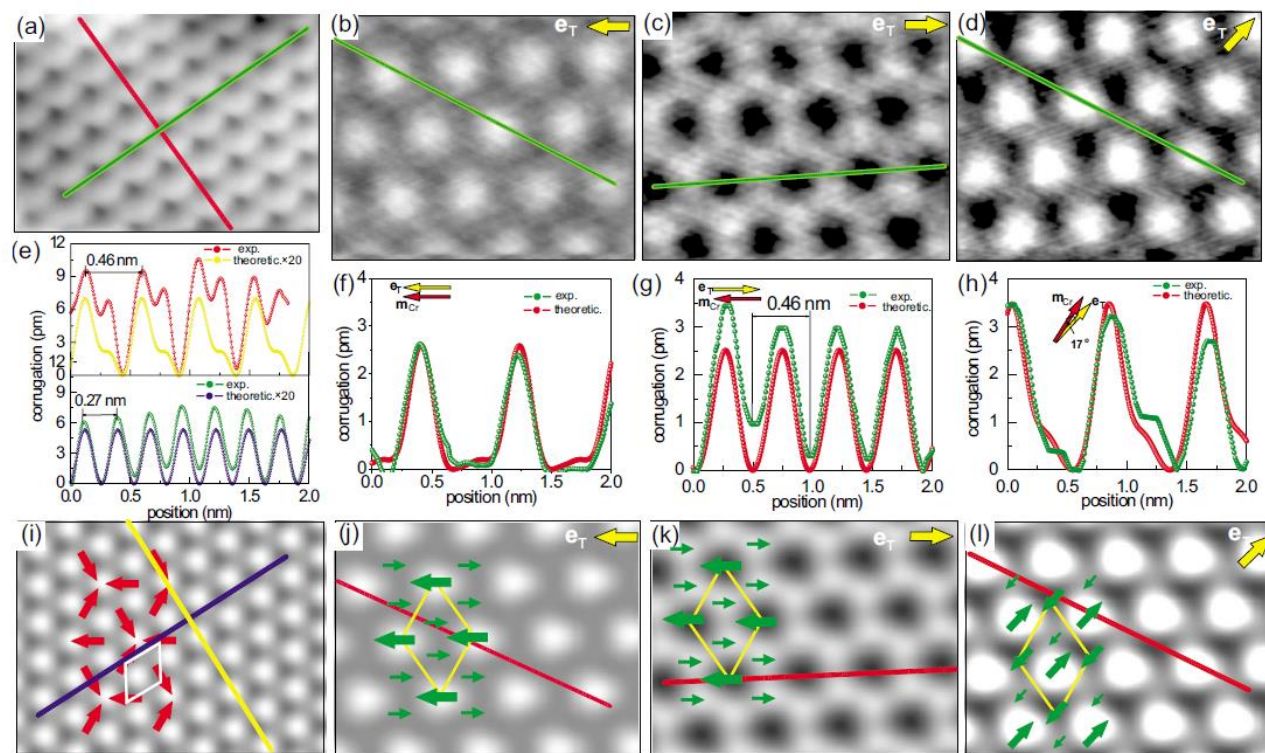 (a)
(b)
e_T
(c)
e_T
(d)
e_T
(e)
12
9
6
3
0
12
9
6
3
0
corrugation (pm)
0.46 nm
exp.
theoretic.×20
0.27 nm
exp.
theoretic.×20
0.0 0.5 1.0 1.5 2.0
position (nm)
(f)
4
3
2
1
0
corrugation (pm)
e_T
m_Cr
exp.
theoretic.
0.0 0.5 1.0 1.5 2.0
position (nm)
(g)
3
2
1
0
corrugation (pm)
e_T
m_Cr
0.46 nm
exp.
theoretic.
0.0 0.5 1.0 1.5 2.0
position (nm)
(h)
4
3
2
1
0
corrugation (pm)
m_Cr
e_T
17°
exp.
theoretic.
0.0 0.5 1.0 1.5 2.0
position (nm)
(i)
(j)
e_T
(k)
e_T
(l)
e_T